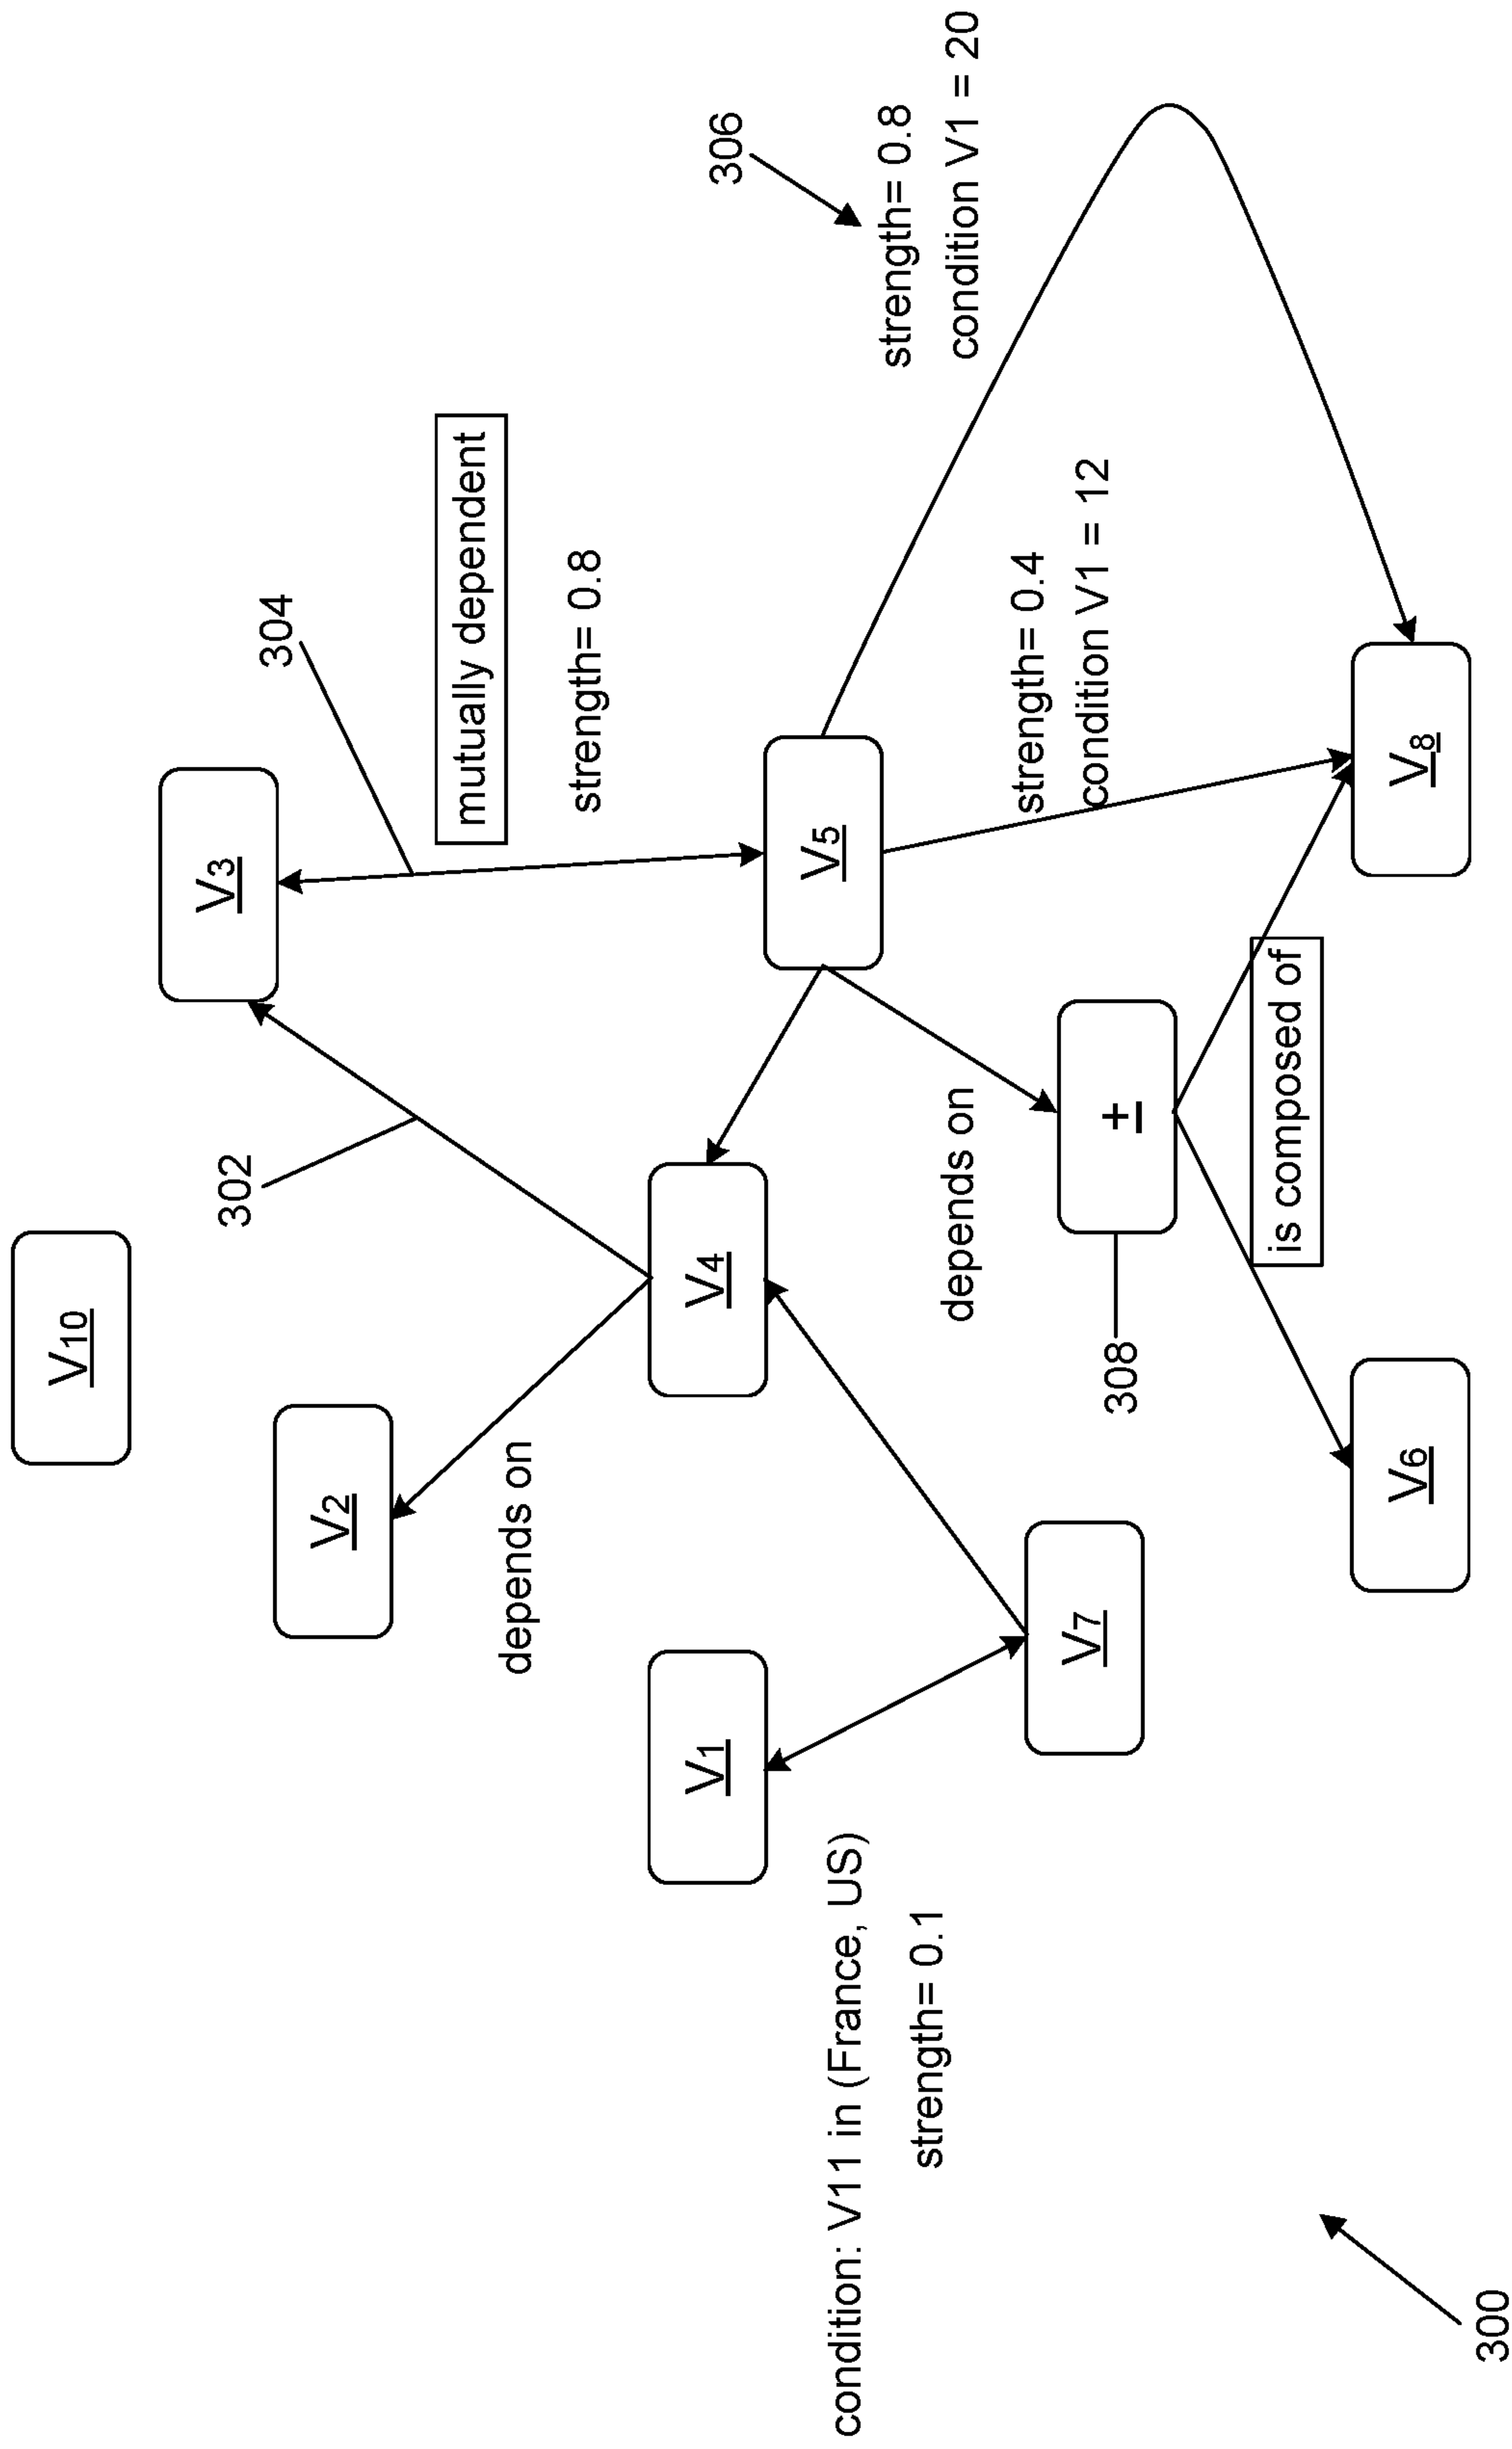 V10
V3
302
304
V2
mutually dependent
depends on
strength= 0.8
V1
V4
306
V5
condition: V11 in (France, US)
strength= 0.8
strength= 0.1
depends on
condition V1 = 20
strength= 0.4
V7
condition V1 = 12
308
+
is composed of
V6
V8
300